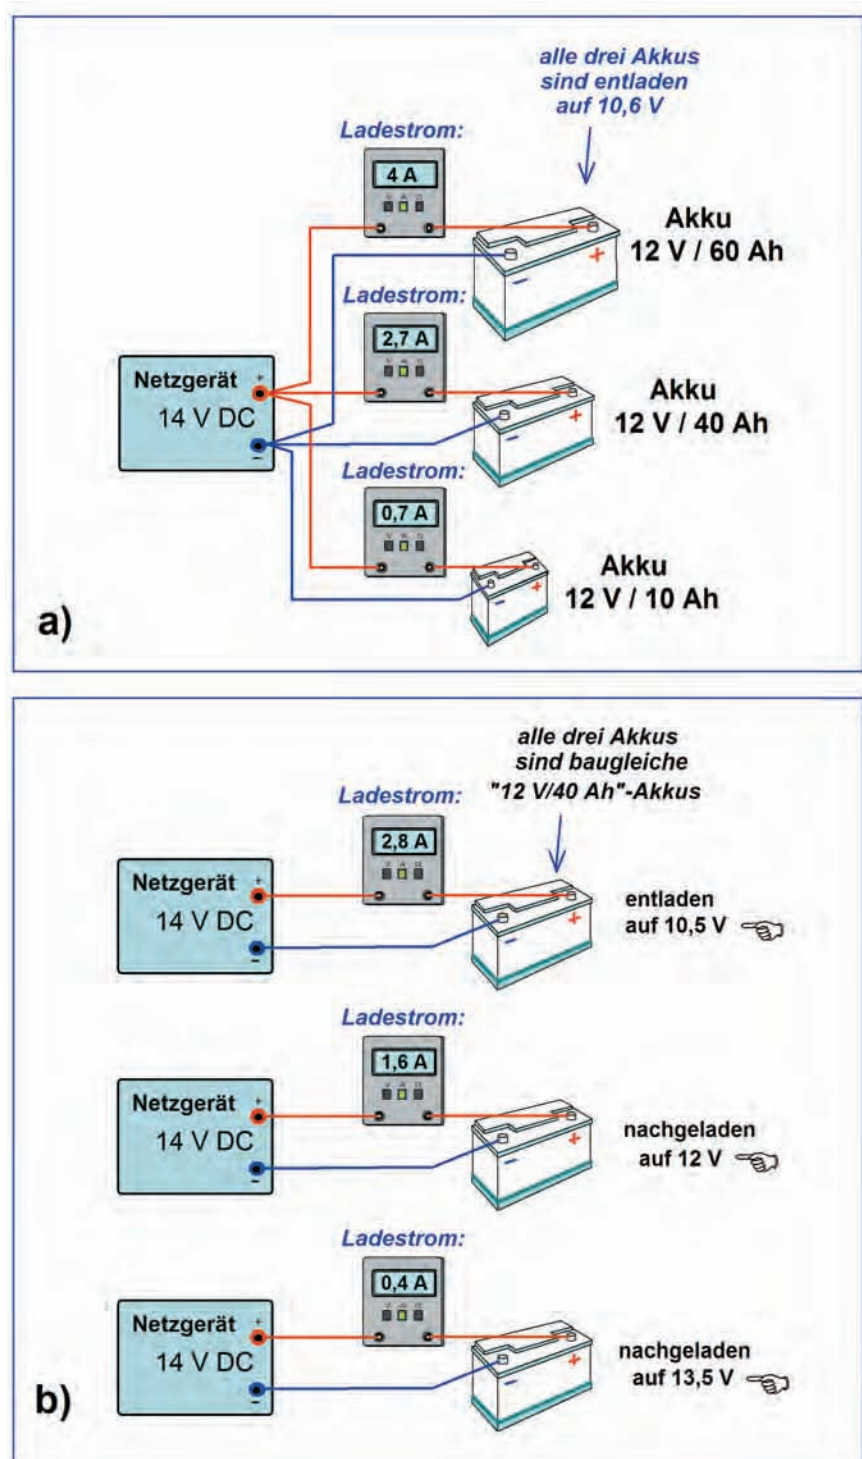 alle drei Akkus
sind entladen
auf 10,6 V
Ladestrom:
4 A
Akku
12 V / 60 Ah
+
–
Ladestrom:
2,7 A
Netzgerät
+
14 V DC
–
Akku
12 V / 40 Ah
+
–
Ladestrom:
0,7 A
Akku
12 V / 10 Ah
+
–
a)
alle drei Akkus
sind baugleiche
"12 V/40 Ah"-Akkus
Ladestrom:
2,8 A
Netzgerät
+
14 V DC
–
+
–
entladen
auf 10,5 V
Ladestrom:
1,6 A
Netzgerät
+
14 V DC
–
+
–
nachgeladen
auf 12 V
Ladestrom:
0,4 A
Netzgerät
+
14 V DC
–
+
–
nachgeladen
auf 13,5 V
b)